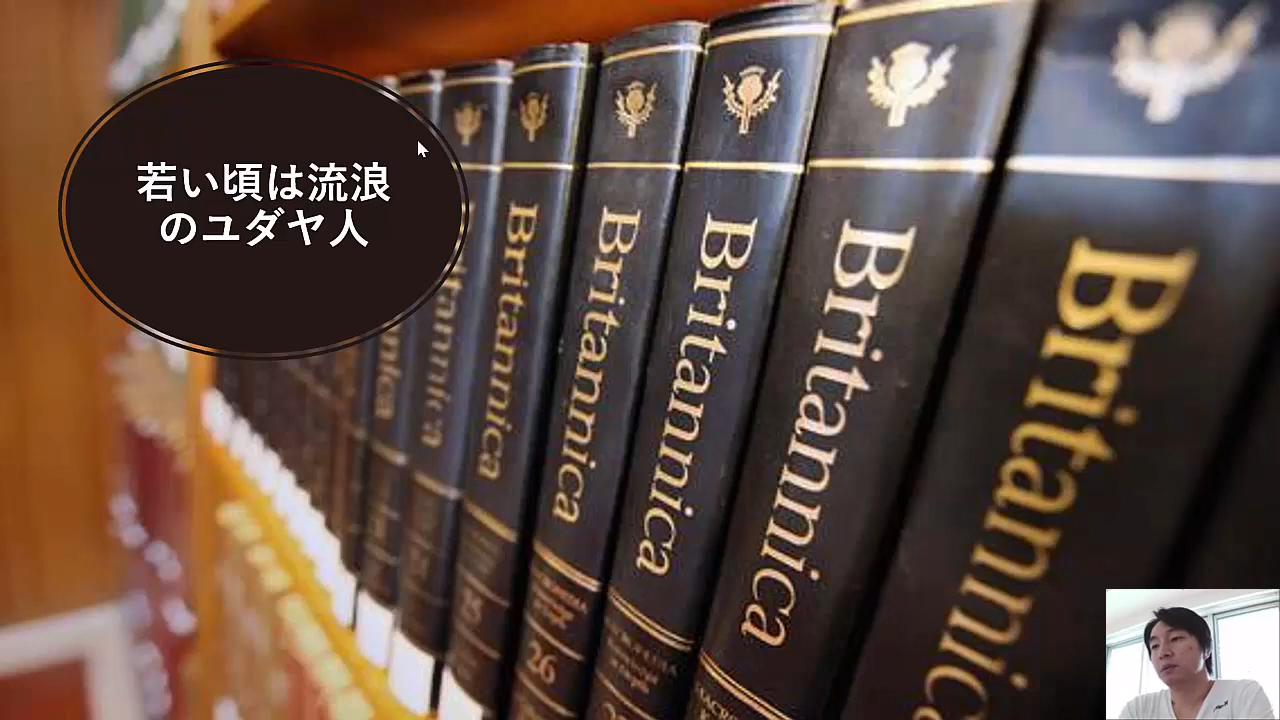 若い頃は流浪
のユダヤ人
Britannica
Britannica
Britannica
Britannica
Britannica
Britannica
26